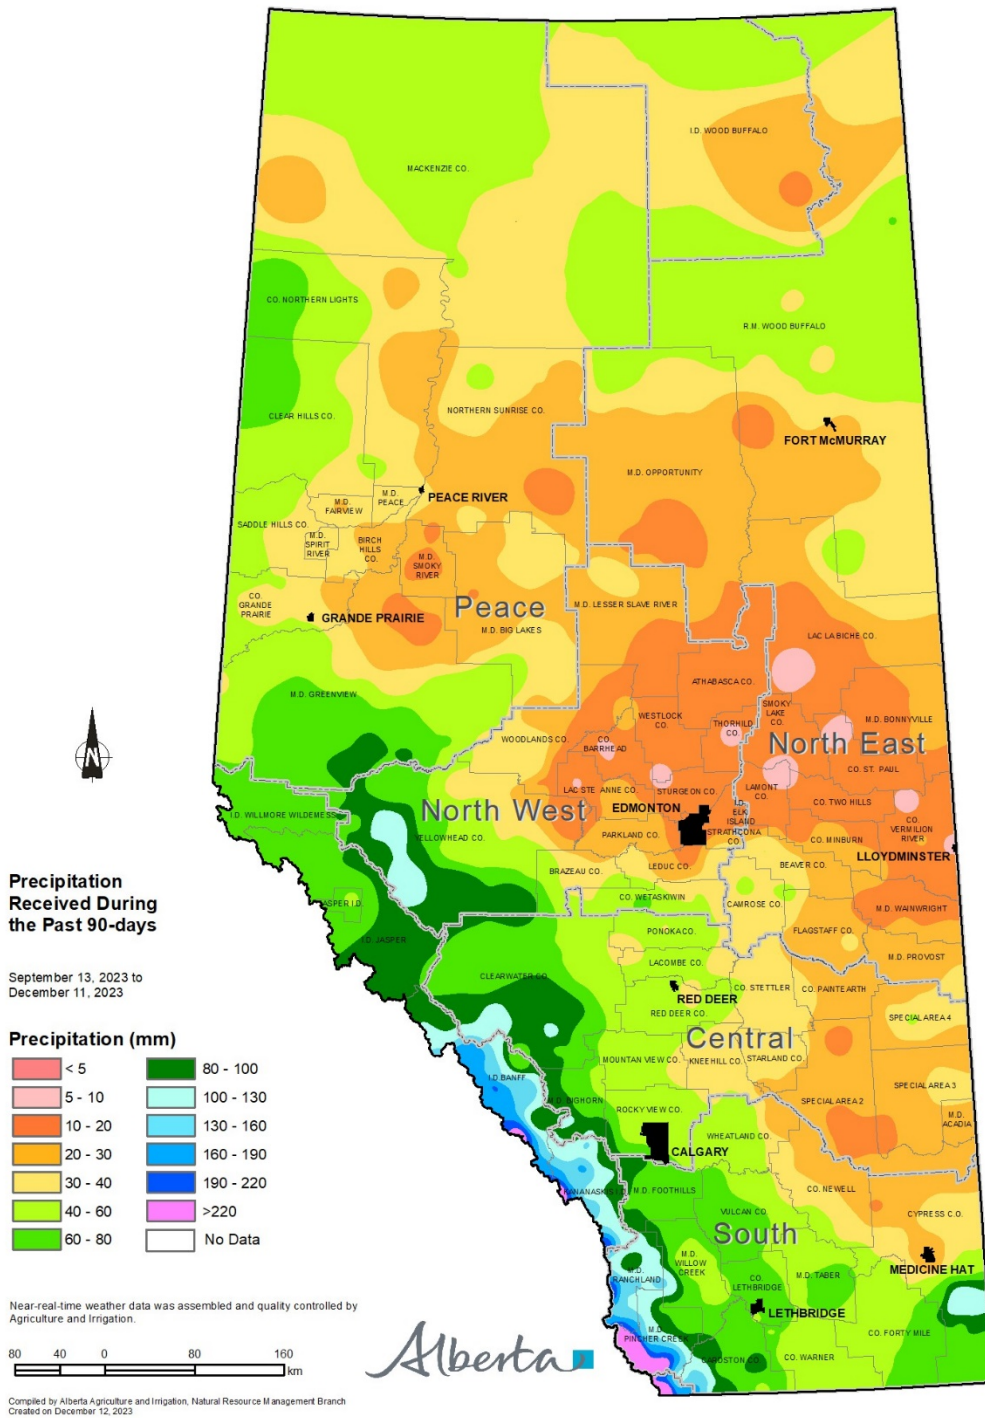 I.D. WOOD BUFFALO
MACKENZIE CO.
CO. NORTHERN LIGHTS
R.M. WOOD BUFFALO
CLEAR HILLS CO.
NORTHERN SUNRISE CO.
FORT McMURRAY
M.D. OPPORTUNITY
PEACE RIVER
M.D.
PEACE
M.D.
FAIRVIEW
SADDLE HILLS CO.
M.D.
SPIRIT
RIVER
BIRCH
HILLS
CO.
M.D.
SMOKY
RIVER
CO.
GRANDE
PRAIRIE
GRANDE PRAIRIE
Peace
M.D. LESSER SLAVE RIVER
M.D. BIG LAKES
LAC LA BICHE CO.
ATHABASCA CO.
M.D. GREENVIEW
WOODLANDS CO.
WESTLOCK
CO.
THORHILD
CO.
SMOKY
LAKE
CO.
M.D. BONNYVILLE
CO.
BARRHEAD
North East
CO. ST. PAUL
LAC STE ANNE CO.
STURGEON CO.
LAMONT
CO.
CO. TWO HILLS
North West
EDMONTON
I.D.
ELK
ISLAND
STRATHCONA
CO.
I.D. WILLMORE WILDERNESS
YELLOWHEAD CO.
PARKLAND CO.
CO.
VERMILION
RIVER
CO. MINBURN
LLOYDMINSTER
BRAZEAU CO.
LEDUC CO.
BEAVER CO.
CO. WETASKIWIN
CAMROSE CO.
M.D. WAINWRIGHT
JASPER I.D.
I.D. JASPER
PONOKA CO.
FLAGSTAFF CO.
LACOMBE CO.
M.D. PROVOST
CLEARWATER CO.
RED DEER
CO. STETTLER
CO. PAINTEARTH
RED DEER CO.
SPECIAL AREA 4
Central
MOUNTAN VIEW CO.
KNEEHILL CO.
STARLAND CO.
I.D BANFF
M.D. BIGHORN
SPECIAL AREA 3
SPECIAL AREA 2
ROCKY VIEW CO.
M.D.
ACADIA
CALGARY
WHEATLAND CO.
KANANASKIS I.D.
M.D. FOOTHILLS
CO. NEWELL
VULCAN CO.
CYPRESS C.O.
South
M.D.
WILLOW
CREEK
M.D.
RANCHLAND
CO.
LETHBRIDGE
M.D. TABER
MEDICINE HAT
LETHBRIDGE
M.D.
PINCHER CREEK
CO. FORTY MILE
CARDSTON CO.
CO. WARNER
N
Precipitation
Received During
the Past 90-days
September 13, 2023 to
December 11, 2023
Precipitation (mm)
< 5
5 - 10
10 - 20
20 - 30
30 - 40
40 - 60
60 - 80
80 - 100
100 - 130
130 - 160
160 - 190
190 - 220
>220
No Data
Near-real-time weather data was assembled and quality controlled by
Agriculture and Irrigation.
80 40 0 80 160
km
Alberta
Compiled by Alberta Agriculture and Irrigation, Natural Resource Management Branch
Created on December 12, 2023